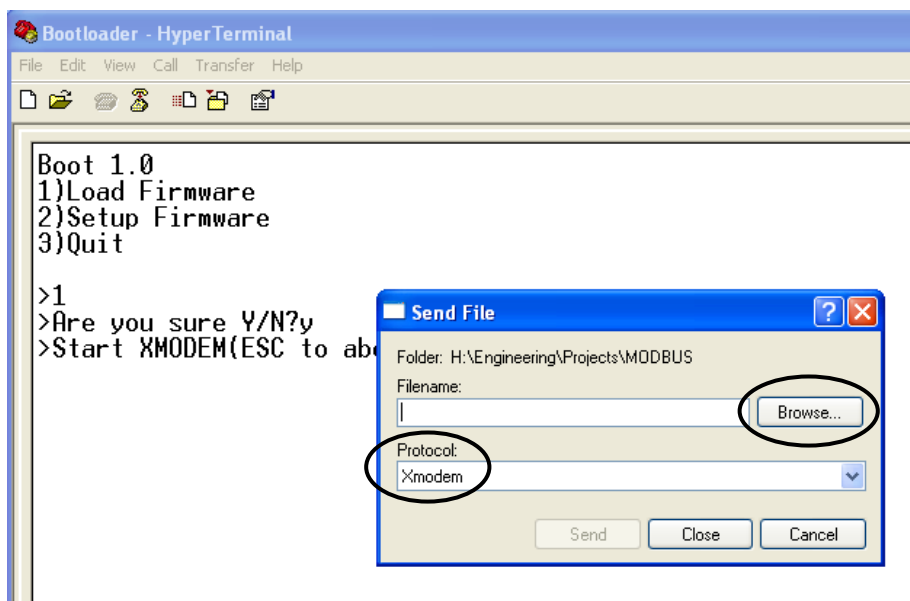 Bootloader - HyperTerminal
File Edit View Call Transfer Help
Boot 1.0
1)Load Firmware
2)Setup Firmware
3)Quit
>1
>Are you sure Y/N?y
>Start XMODEM(ESC to abo
Send File
Folder: H:\Engineering\Projects\MODBUS
Filename:
Browse...
Protocol:
Xmodem
Send Close Cancel